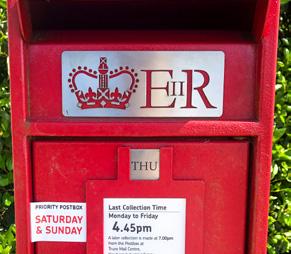 EIIR
THU
PRIORITY POSTBOX
SATURDAY
& SUNDAY
Last Collection Time
Monday to Friday
4.45pm
A later collection is made at 7.00pm
from the Postbox at
Truro Mail Centre,